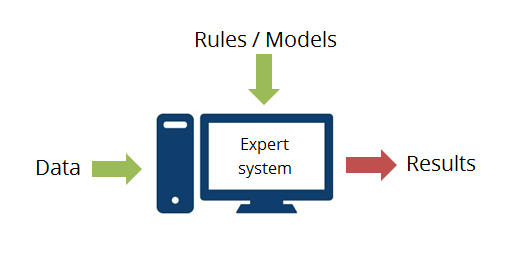 Rules / Models
Expert
system
Data
Results